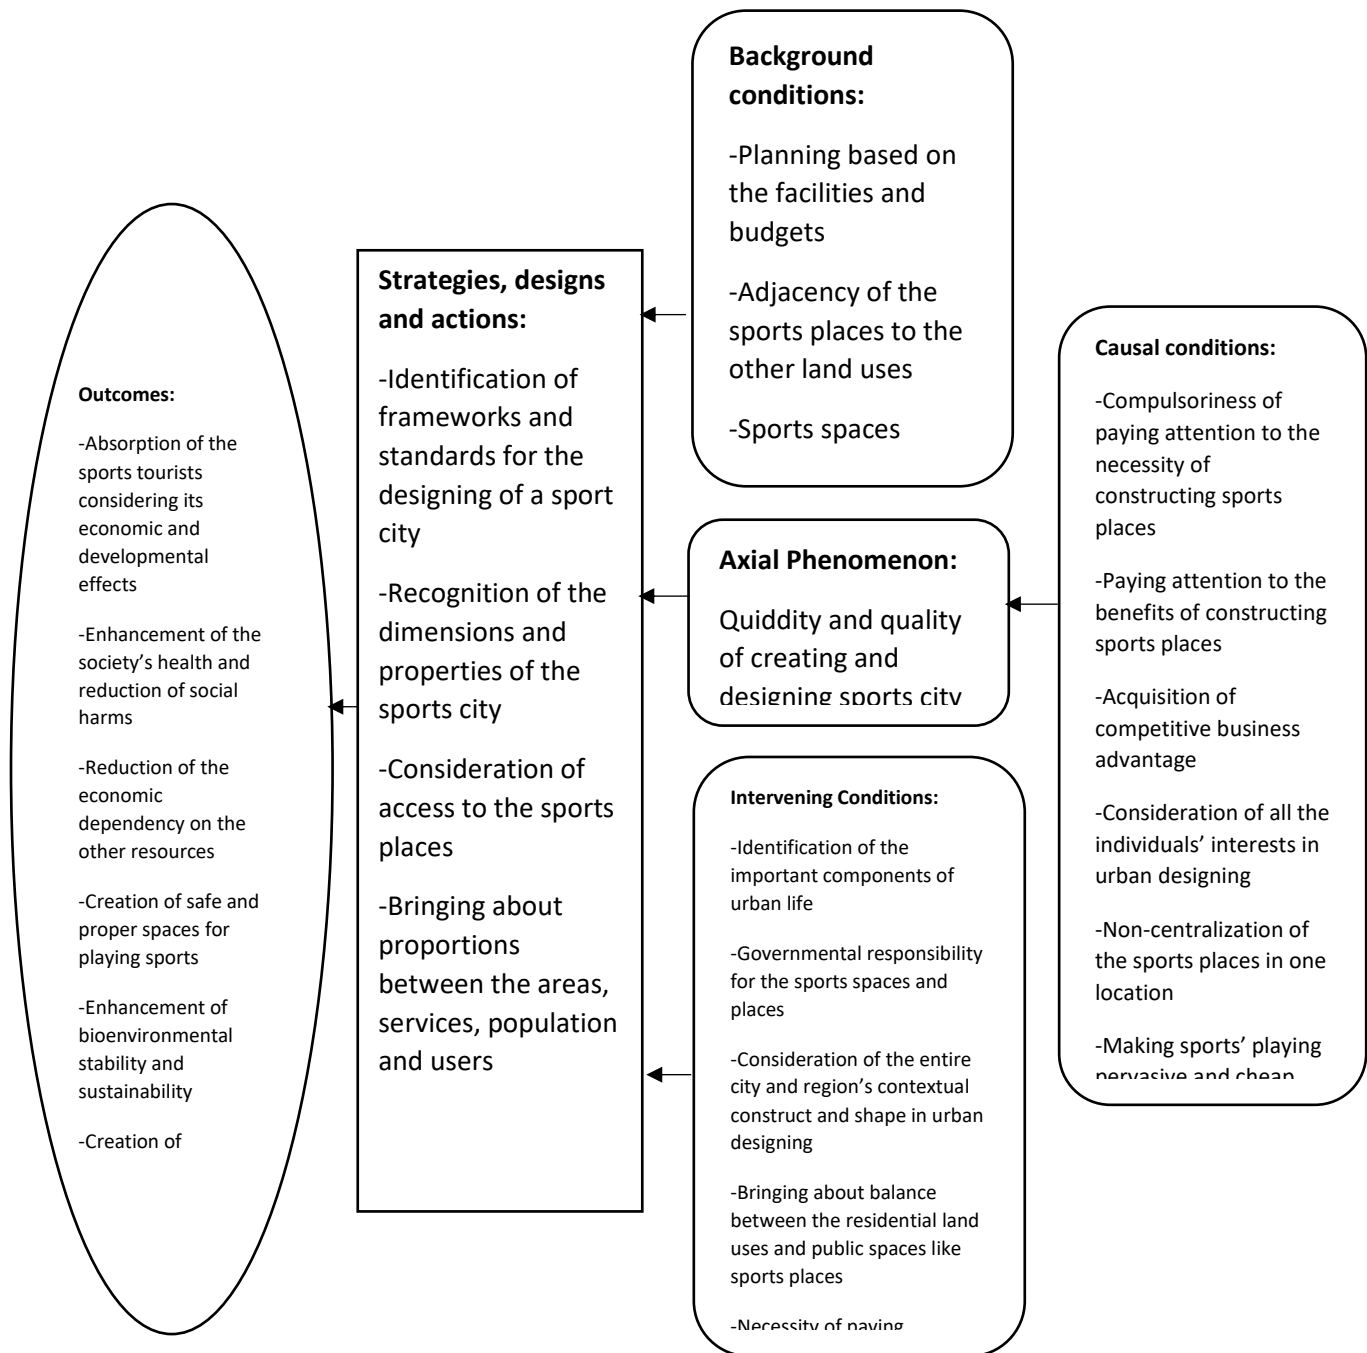 Background
conditions:
-Planning based on
the facilities and
budgets
-Adjacency of the
sports places to the
other land uses
-Sports spaces
Strategies, designs
and actions:
-Identification of
frameworks and
standards for the
designing of a sport
city
-Recognition of the
dimensions and
properties of the
sports city
-Consideration of
access to the sports
places
-Bringing about
proportions
between the areas,
services, population
and users
Causal conditions:
-Compulsoriness of
paying attention to the
necessity of
constructing sports
places
-Paying attention to the
benefits of constructing
sports places
-Acquisition of
competitive business
advantage
-Consideration of all the
individuals’ interests in
urban designing
-Non-centralization of
the sports places in one
location
-Making sports’ playing
pervasive and cheap
Outcomes:
-Absorption of the
sports tourists
considering its
economic and
developmental
effects
-Enhancement of the
society’s health and
reduction of social
harms
-Reduction of the
economic
dependency on the
other resources
-Creation of safe and
proper spaces for
playing sports
-Enhancement of
bioenvironmental
stability and
sustainability
-Creation of
Axial Phenomenon:
Quiddity and quality
of creating and
designing sports city
Intervening Conditions:
-Identification of the
important components of
urban life
-Governmental responsibility
for the sports spaces and
places
-Consideration of the entire
city and region’s contextual
construct and shape in urban
designing
-Bringing about balance
between the residential land
uses and public spaces like
sports places
-Necessity of paying